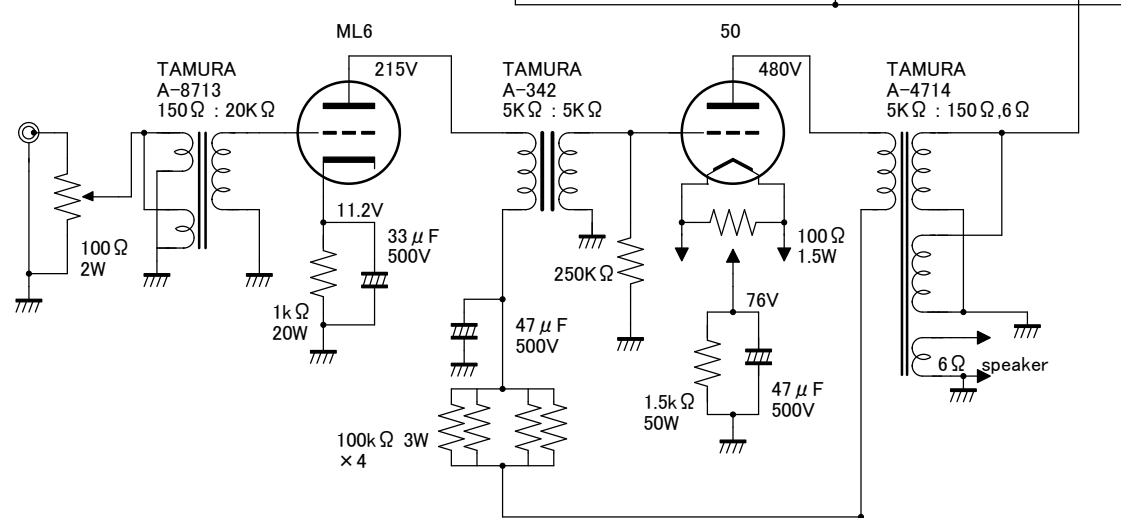 ML6
50
TAMURA
A-8713
150Ω : 20KΩ
215V
TAMURA
A-342
5KΩ : 5KΩ
480V
TAMURA
A-4714
5KΩ : 150Ω,6Ω
11.2V
33μF
500V
100Ω
2W
1kΩ
20W
250KΩ
100Ω
1.5W
76V
47μF
500V
6Ω speaker
1.5kΩ
50W
47μF
500V
100kΩ 3W
×4